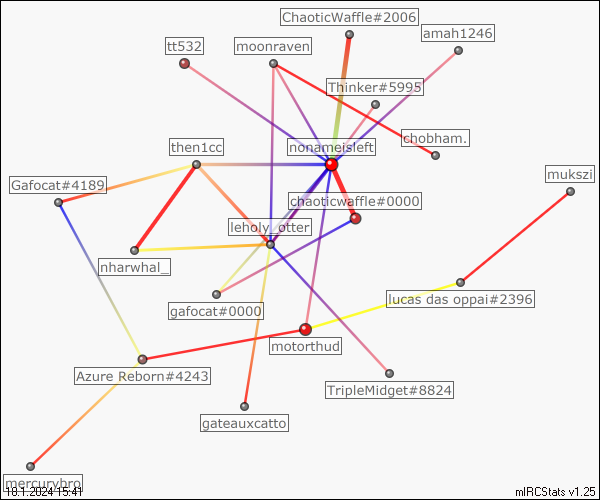 ChaoticWaffle#2006
amah1246
tt532
moonraven
Thinker#5995
chobham.
then1cc
nonameisleft
mukszi
Gafocat#4189
chaoticwaffle#0000
leholy_otter
nharwhal_
lucas das oppai#2396
gafocat#0000
motorthud
Azure Reborn#4243
TripleMidget#8824
gateauxcatto
mercurybro
18.1.2024 15:41
mIRCStats v1.25